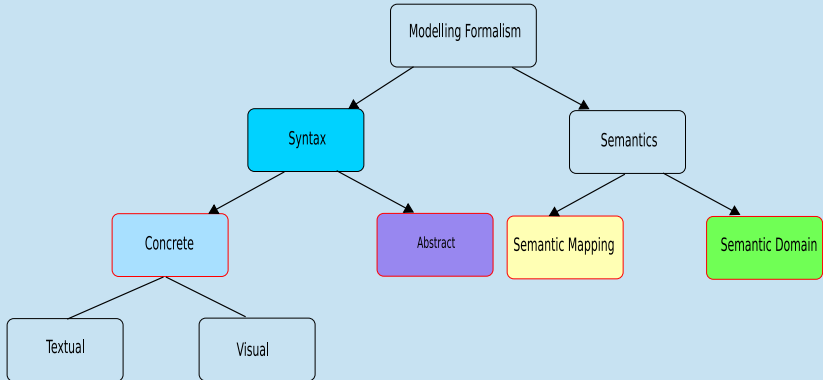 Modelling Formalism
Syntax
Semantics
Concrete
Abstract
Semantic Mapping
Semantic Domain
Textual
Visual